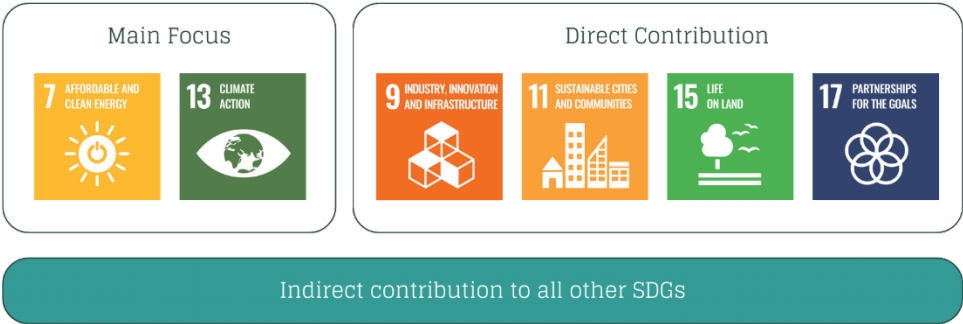 Main Focus
7 AFFORDABLE AND
CLEAN ENERGY
13 CLIMATE
ACTION
Direct Contribution
9 INDUSTRY, INNOVATION
AND INFRASTRUCTURE
11 SUSTAINABLE CITIES
AND COMMUNITIES
15 LIFE
ON LAND
17 PARTNERSHIPS
FOR THE GOALS
Indirect contribution to all other SDGs